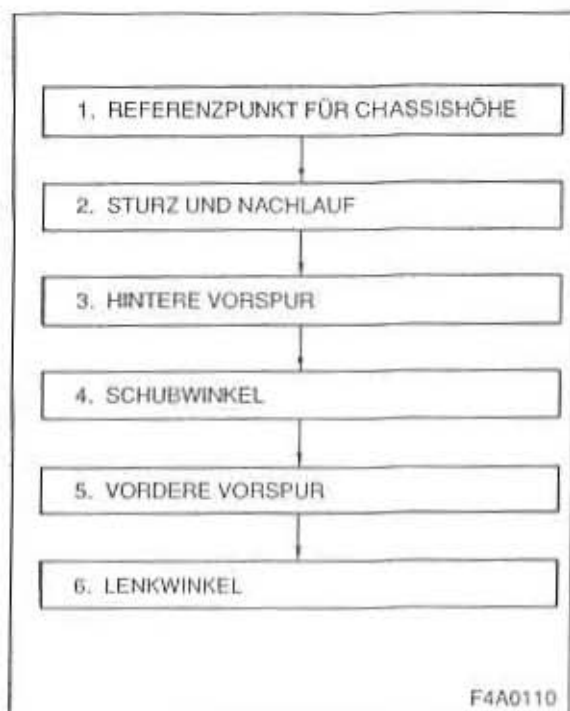 1. REFERENZPUNKT FÜR CHASSISHÖHE
2. STURZ UND NACHLAUF
3. HINTERE VORSPUR
4. SCHUBWINKEL
5. VORDERE VORSPUR
6. LENKWINKEL
F4A0110